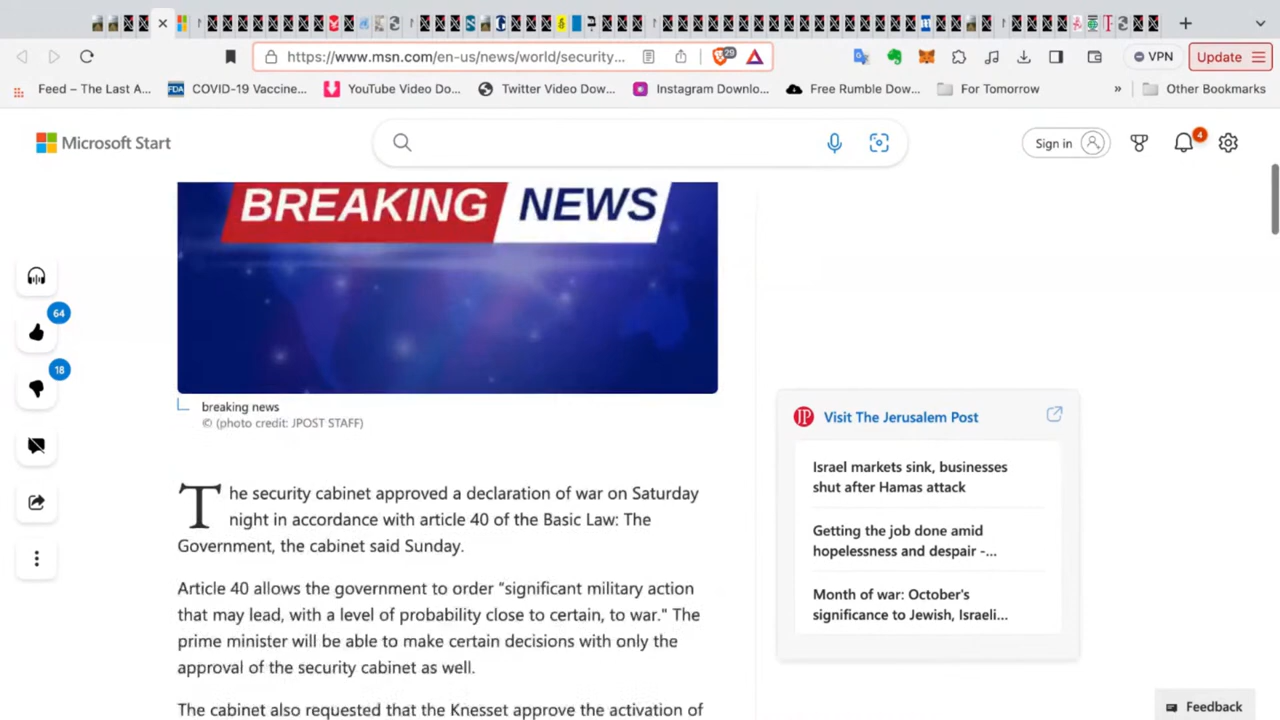 https://www.msn.com/en-us/news/world/security...
29
VPN
Update
Feed – The Last A...
FDA
COVID-19 Vaccine...
YouTube Video Do...
Twitter Video Dow...
Instagram Downlo...
Free Rumble Dow...
For Tomorrow
»
Other Bookmarks
Microsoft Start
Sign in
4
BREAKING NEWS
64
18
breaking news
© (photo credit: JPOST STAFF)
The security cabinet approved a declaration of war on Saturday
night in accordance with article 40 of the Basic Law: The
Government, the cabinet said Sunday.
Article 40 allows the government to order "significant military action
that may lead, with a level of probability close to certain, to war." The
prime minister will be able to make certain decisions with only the
approval of the security cabinet as well.
The cabinet also requested that the Knesset approve the activation of
JP
Visit The Jerusalem Post
Israel markets sink, businesses
shut after Hamas attack
Getting the job done amid
hopelessness and despair -...
Month of war: October's
significance to Jewish, Israeli...
Feedback